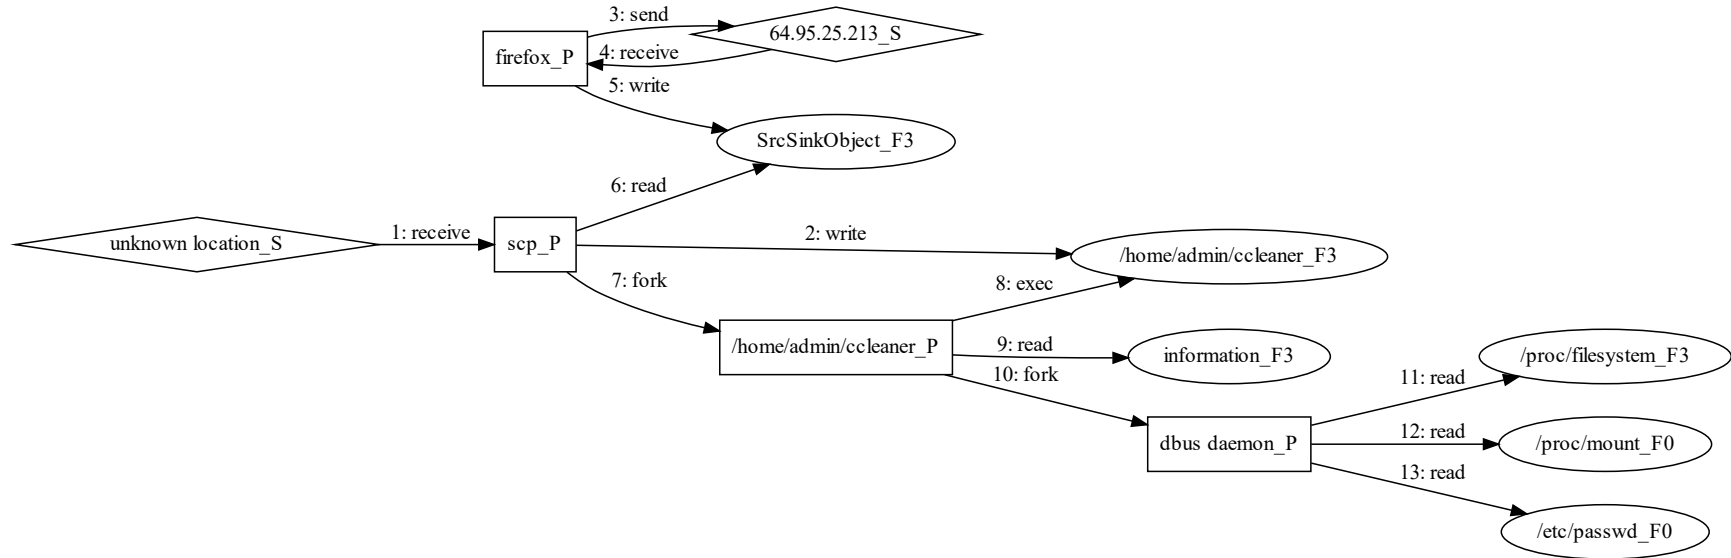 3: send
64.95.25.213_S
firefox_P
4: receive
5: write
SrcSinkObject_F3
6: read
unknown location_S
1: receive
scp_P
2: write
/home/admin/ccleaner_F3
7: fork
8: exec
/home/admin/ccleaner_P
9: read
information_F3
10: fork
/proc/filesystem_F3
11: read
dbus daemon_P
12: read
/proc/mount_F0
13: read
/etc/passwd_F0